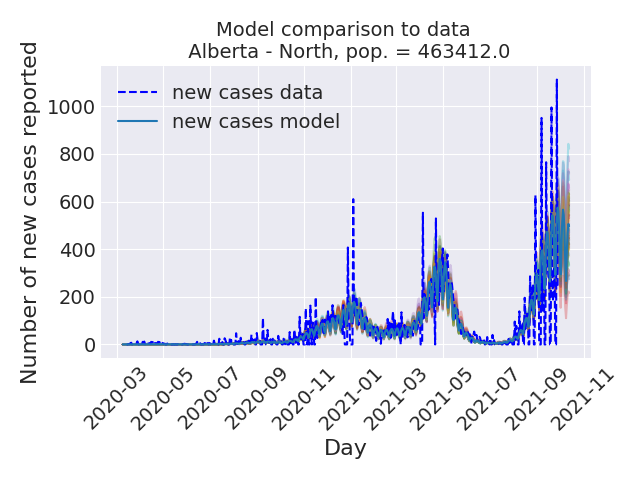 Model comparison to data
Alberta - North, pop. = 463412.0
Number of new cases reported
1000
800
600
400
200
0
new cases data
new cases model
2020-03
2020-05
2020-07
2020-09
2020-11
2021-01
2021-03
2021-05
2021-07
2021-09
2021-11
Day